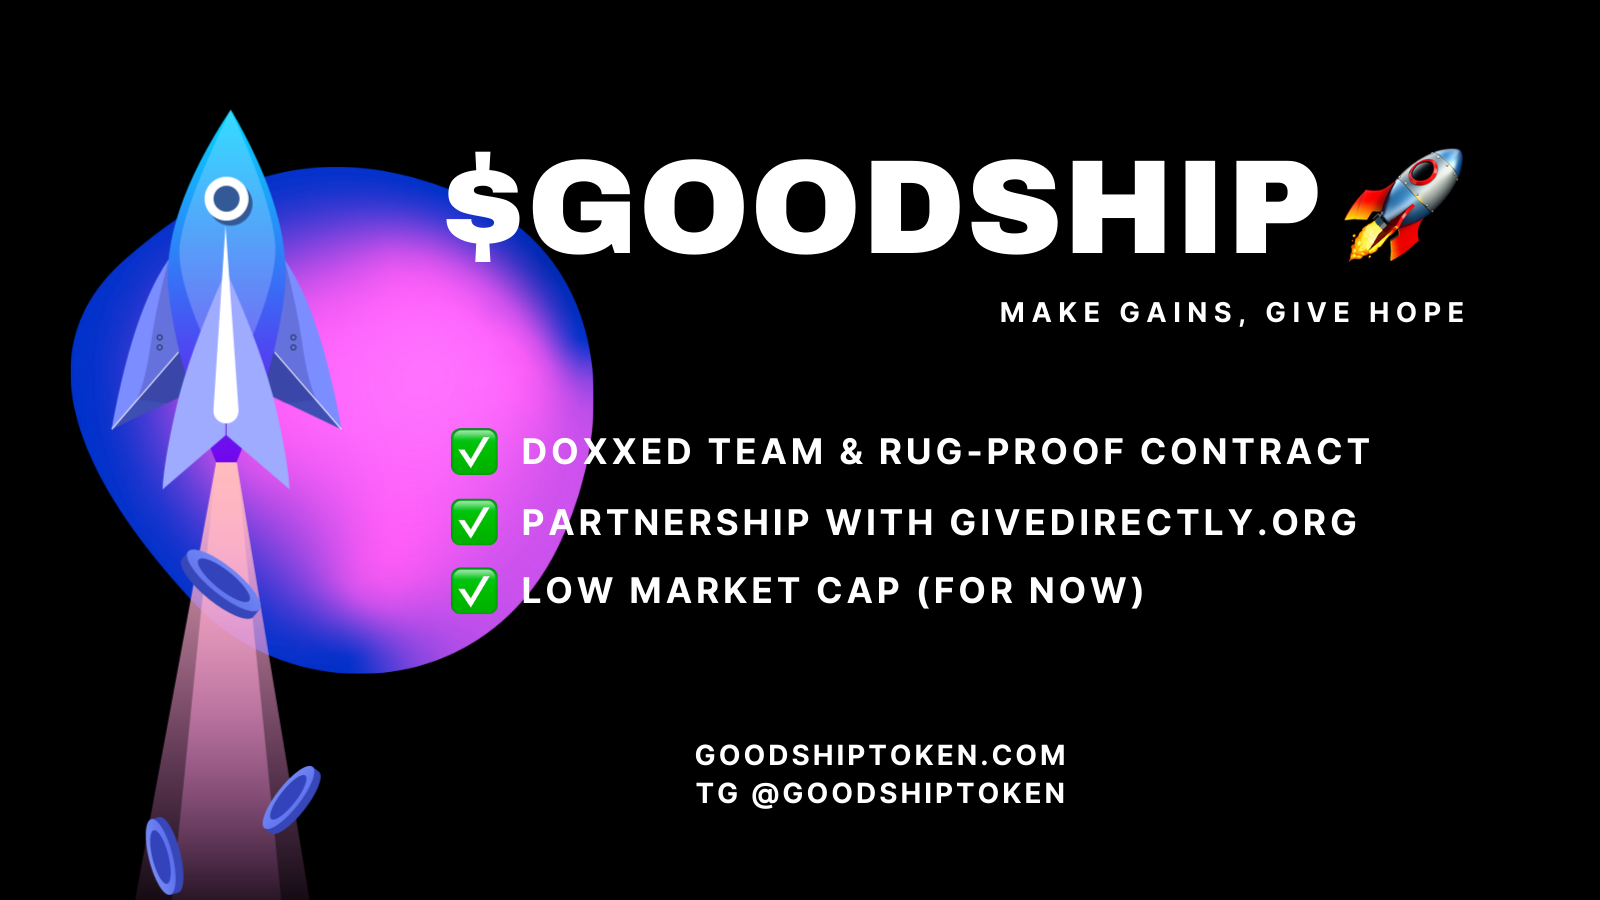 $GOODSHIP🚀
MAKE GAINS, GIVE HOPE
✅ DOXXED TEAM & RUG-PROOF CONTRACT
✅ PARTNERSHIP WITH GIVEDIRECTLY.ORG
✅ LOW MARKET CAP (FOR NOW)
GOODSHIPTOKEN.COM
TG @GOODSHIPTOKEN